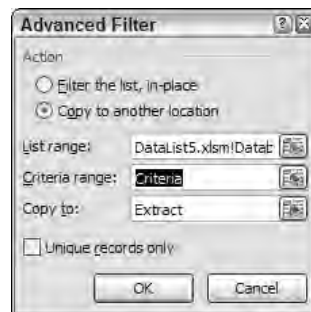 Advanced Filter
Action
Filter the list, in-place
Copy to another location
List range: DataList5.xlsm!Datab
Criteria range: Criteria
Copy to: Extract
Unique records only
OK Cancel